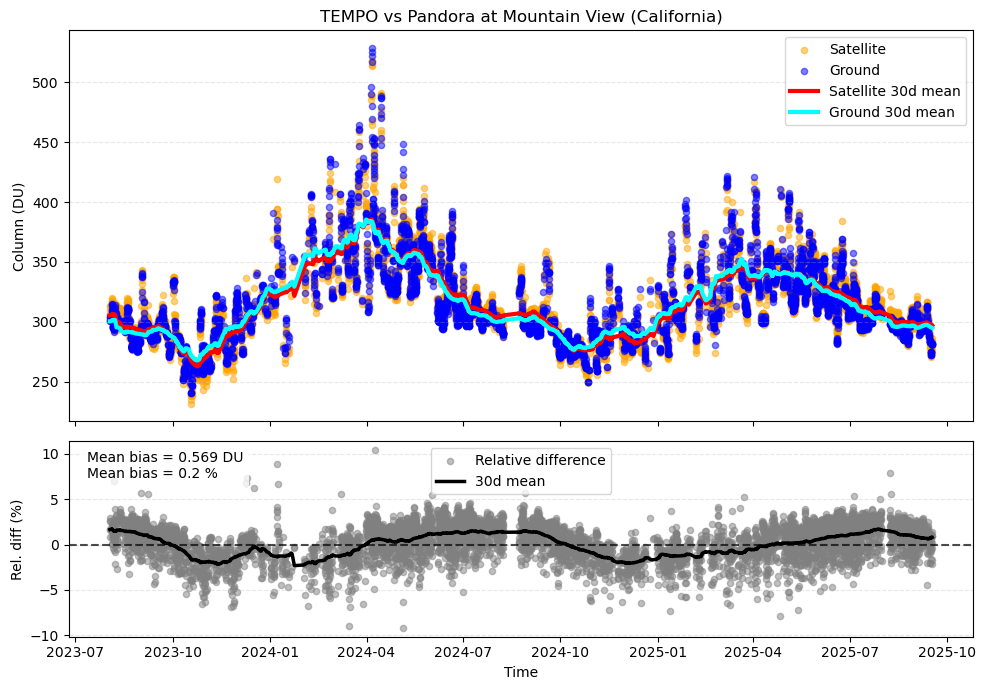 TEMPO vs Pandora at Mountain View (California)
Column (DU)
500
450
400
350
300
250
Satellite
Ground
Satellite 30d mean
Ground 30d mean
Rel. diff (%)
10
5
0
−5
−10
Mean bias = 0.569 DU
Mean bias = 0.2 %
Relative difference
30d mean
2023-07
2023-10
2024-01
2024-04
2024-07
2024-10
2025-01
2025-04
2025-07
2025-10
Time